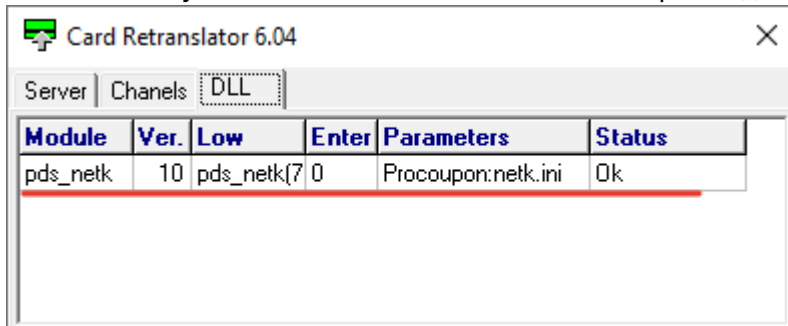 Card Retranslator 6.04
Server Chanels DLL
Module Ver. Low Enter Parameters Status
pds_netk 10 pds_netk(7 0 Procoupon:netk.ini Ok